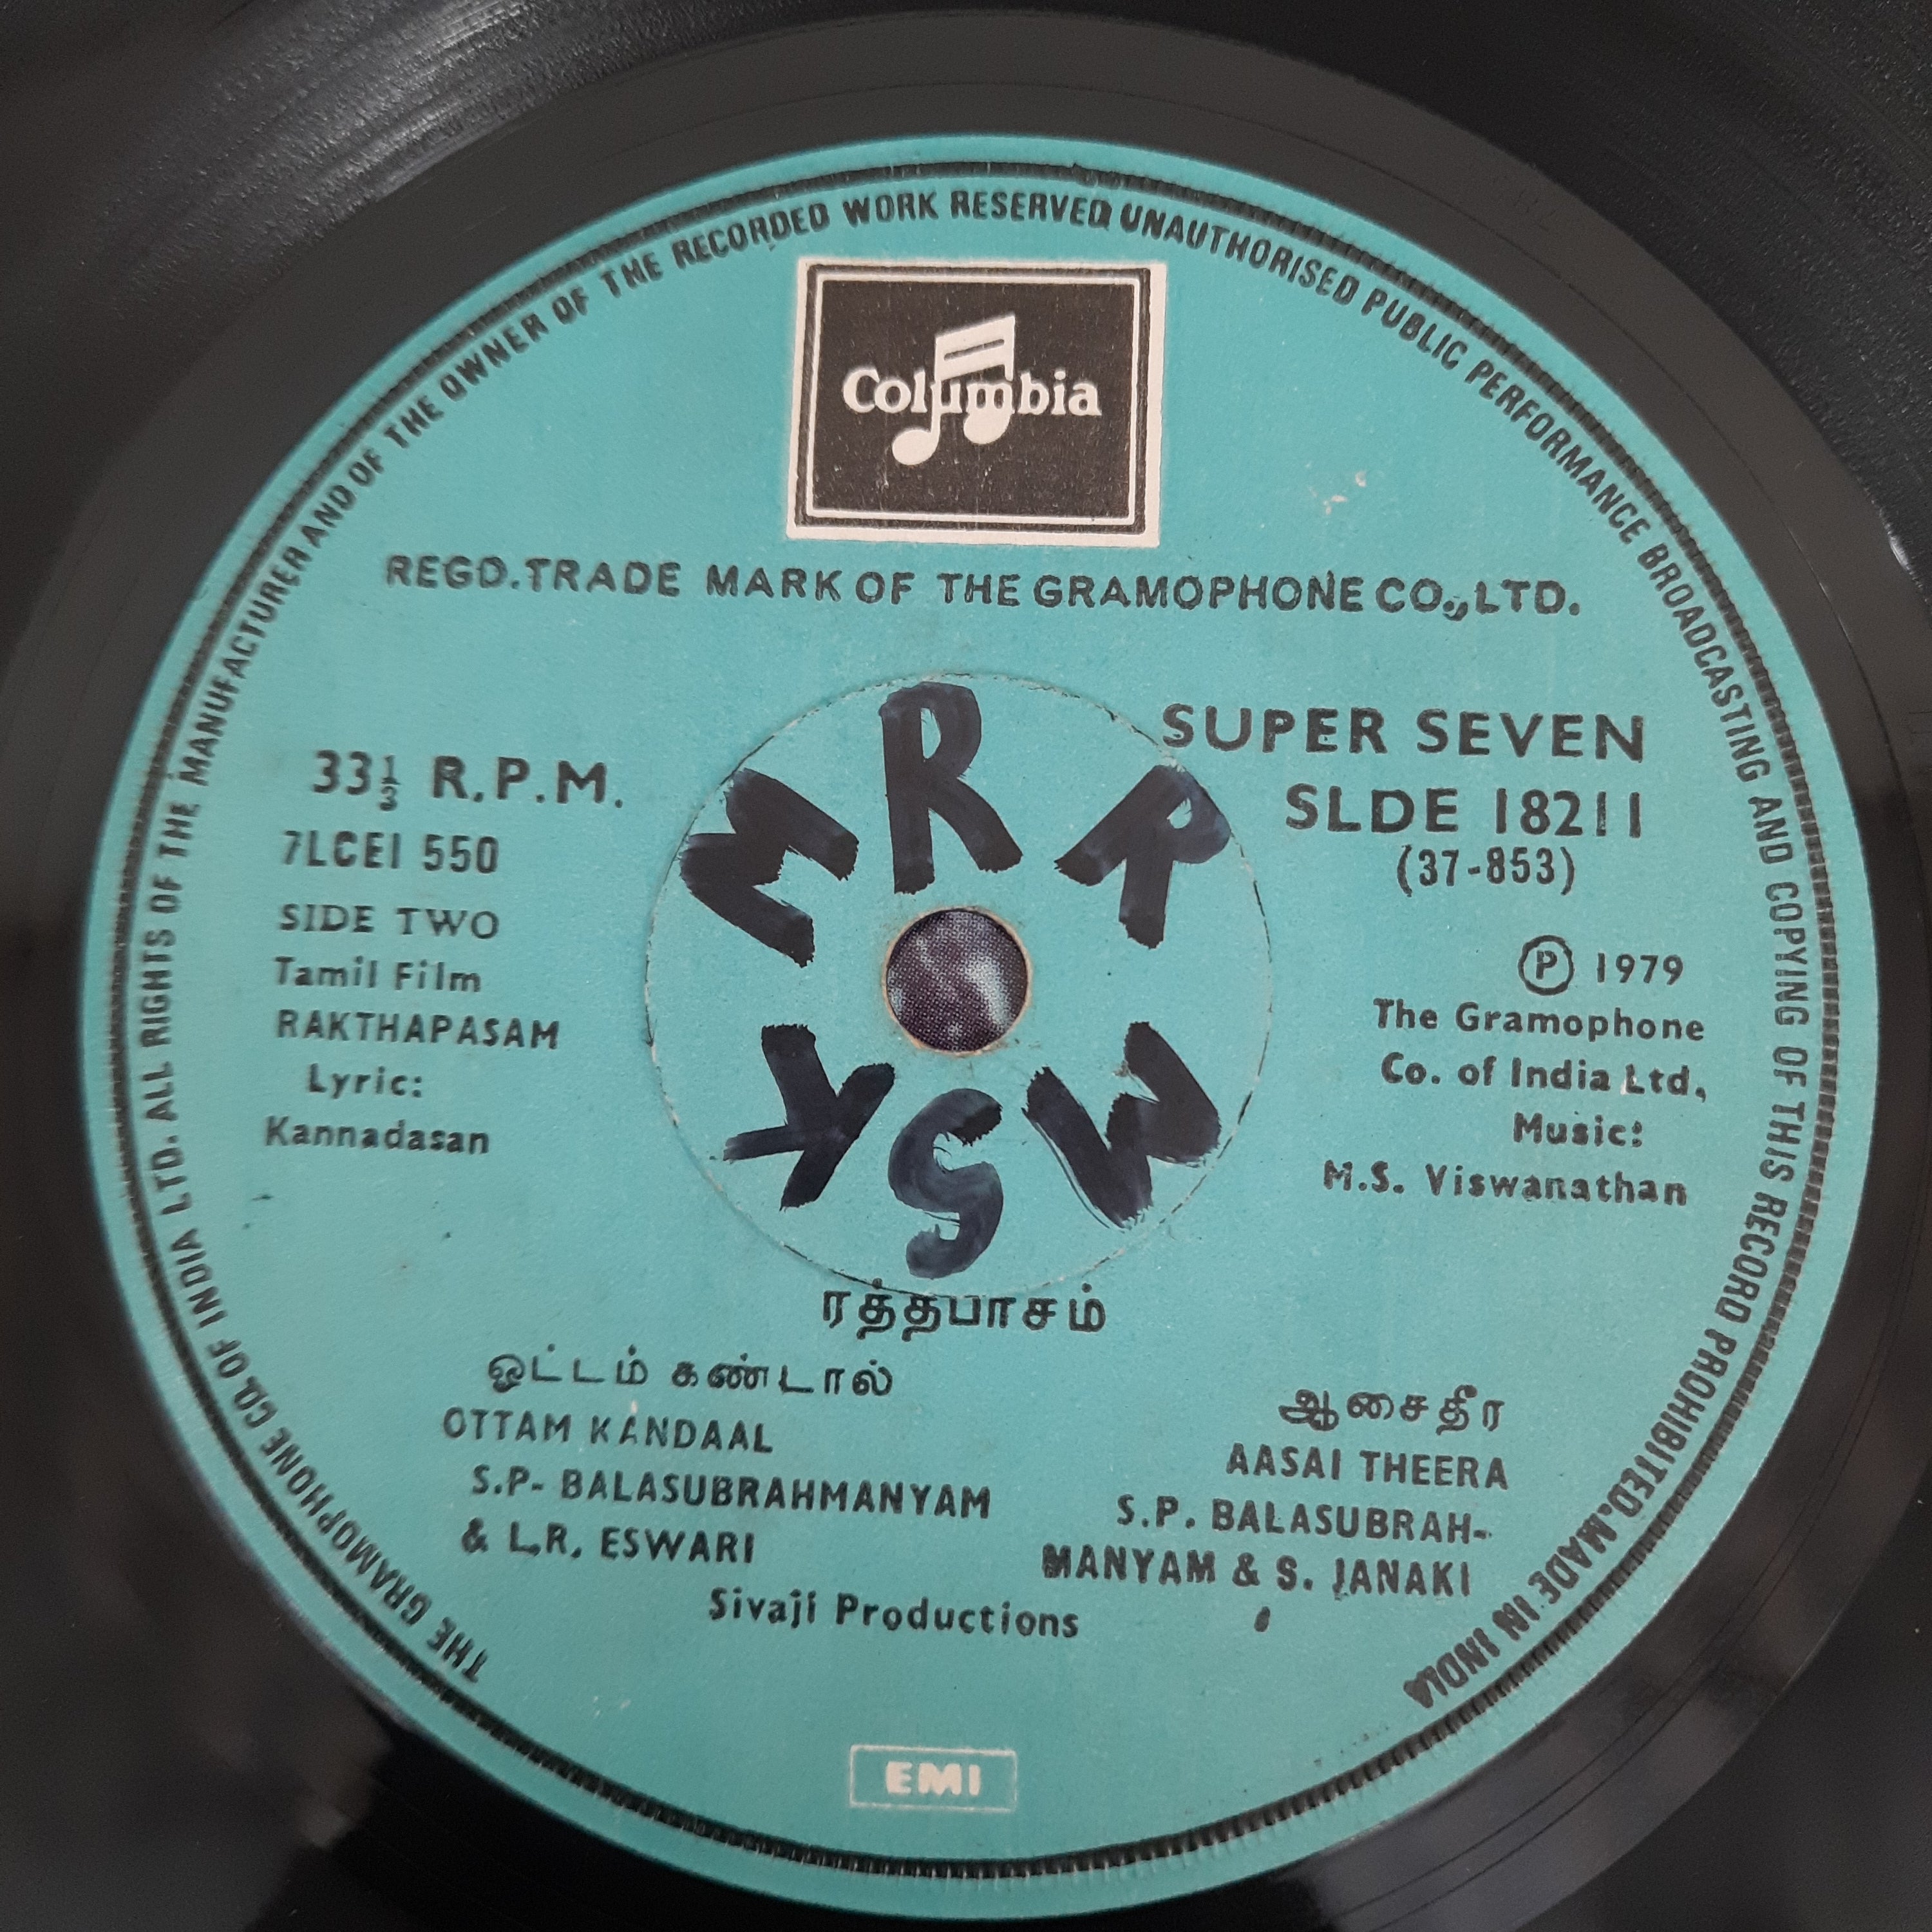 THE GRAMOPHONE CO. OF INDIA LTD. ALL RIGHTS OF THE MANUFACTURER AND OF THE OWNER OF THE RECORDED WORK RESERVED UNAUTHORISED PUBLIC PERFORMANCE BROADCASTING AND COPYING OF THIS RECORD PROHIBITED. MADE IN INDIA
Columbia
REGD. TRADE MARK OF THE GRAMOPHONE CO., LTD.
33⅓ R.P.M.
7LCEI 550
SIDE TWO
Tamil Film
RAKTHAPASAM
Lyric:
Kannadasan
M R R
K S M
SUPER SEVEN
SLDE 18211
(37-853)
Ⓟ 1979
The Gramophone
Co. of India Ltd.
Music:
M.S. Viswanathan
ரத்தபாசம்
ஓட்டம் கண்டால்
OTTAM KANDAAL
S.P- BALASUBRAHMANYAM
& L.R. ESWARI
ஆசைதீர
AASAI THEERA
S.P. BALASUBRAH-
MANYAM & S. JANAKI
Sivaji Productions
EMI